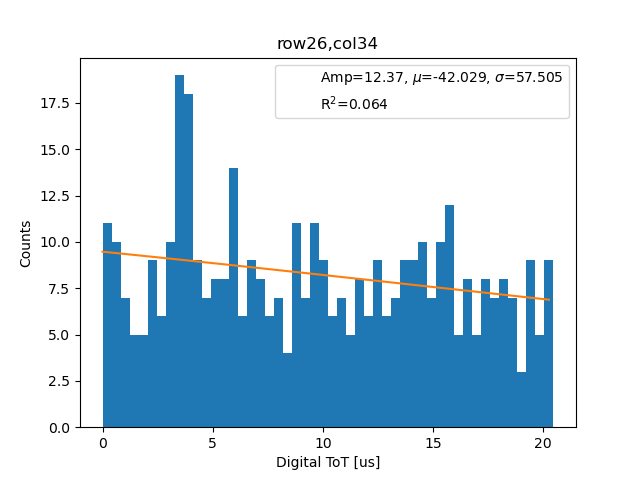 row26,col34
Amp=12.37, μ=-42.029, σ=57.505
R²=0.064
Counts
17.5
15.0
12.5
10.0
7.5
5.0
2.5
0.0
0 5 10 15 20
Digital ToT [us]